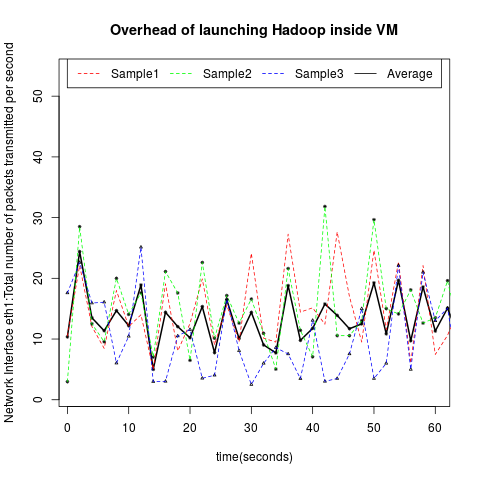 Overhead of launching Hadoop inside VM
Network Interface eth1:Total number of packets transmitted per second
Sample1 Sample2 Sample3 Average
50
40
30
20
10
0
0 10 20 30 40 50 60
time(seconds)